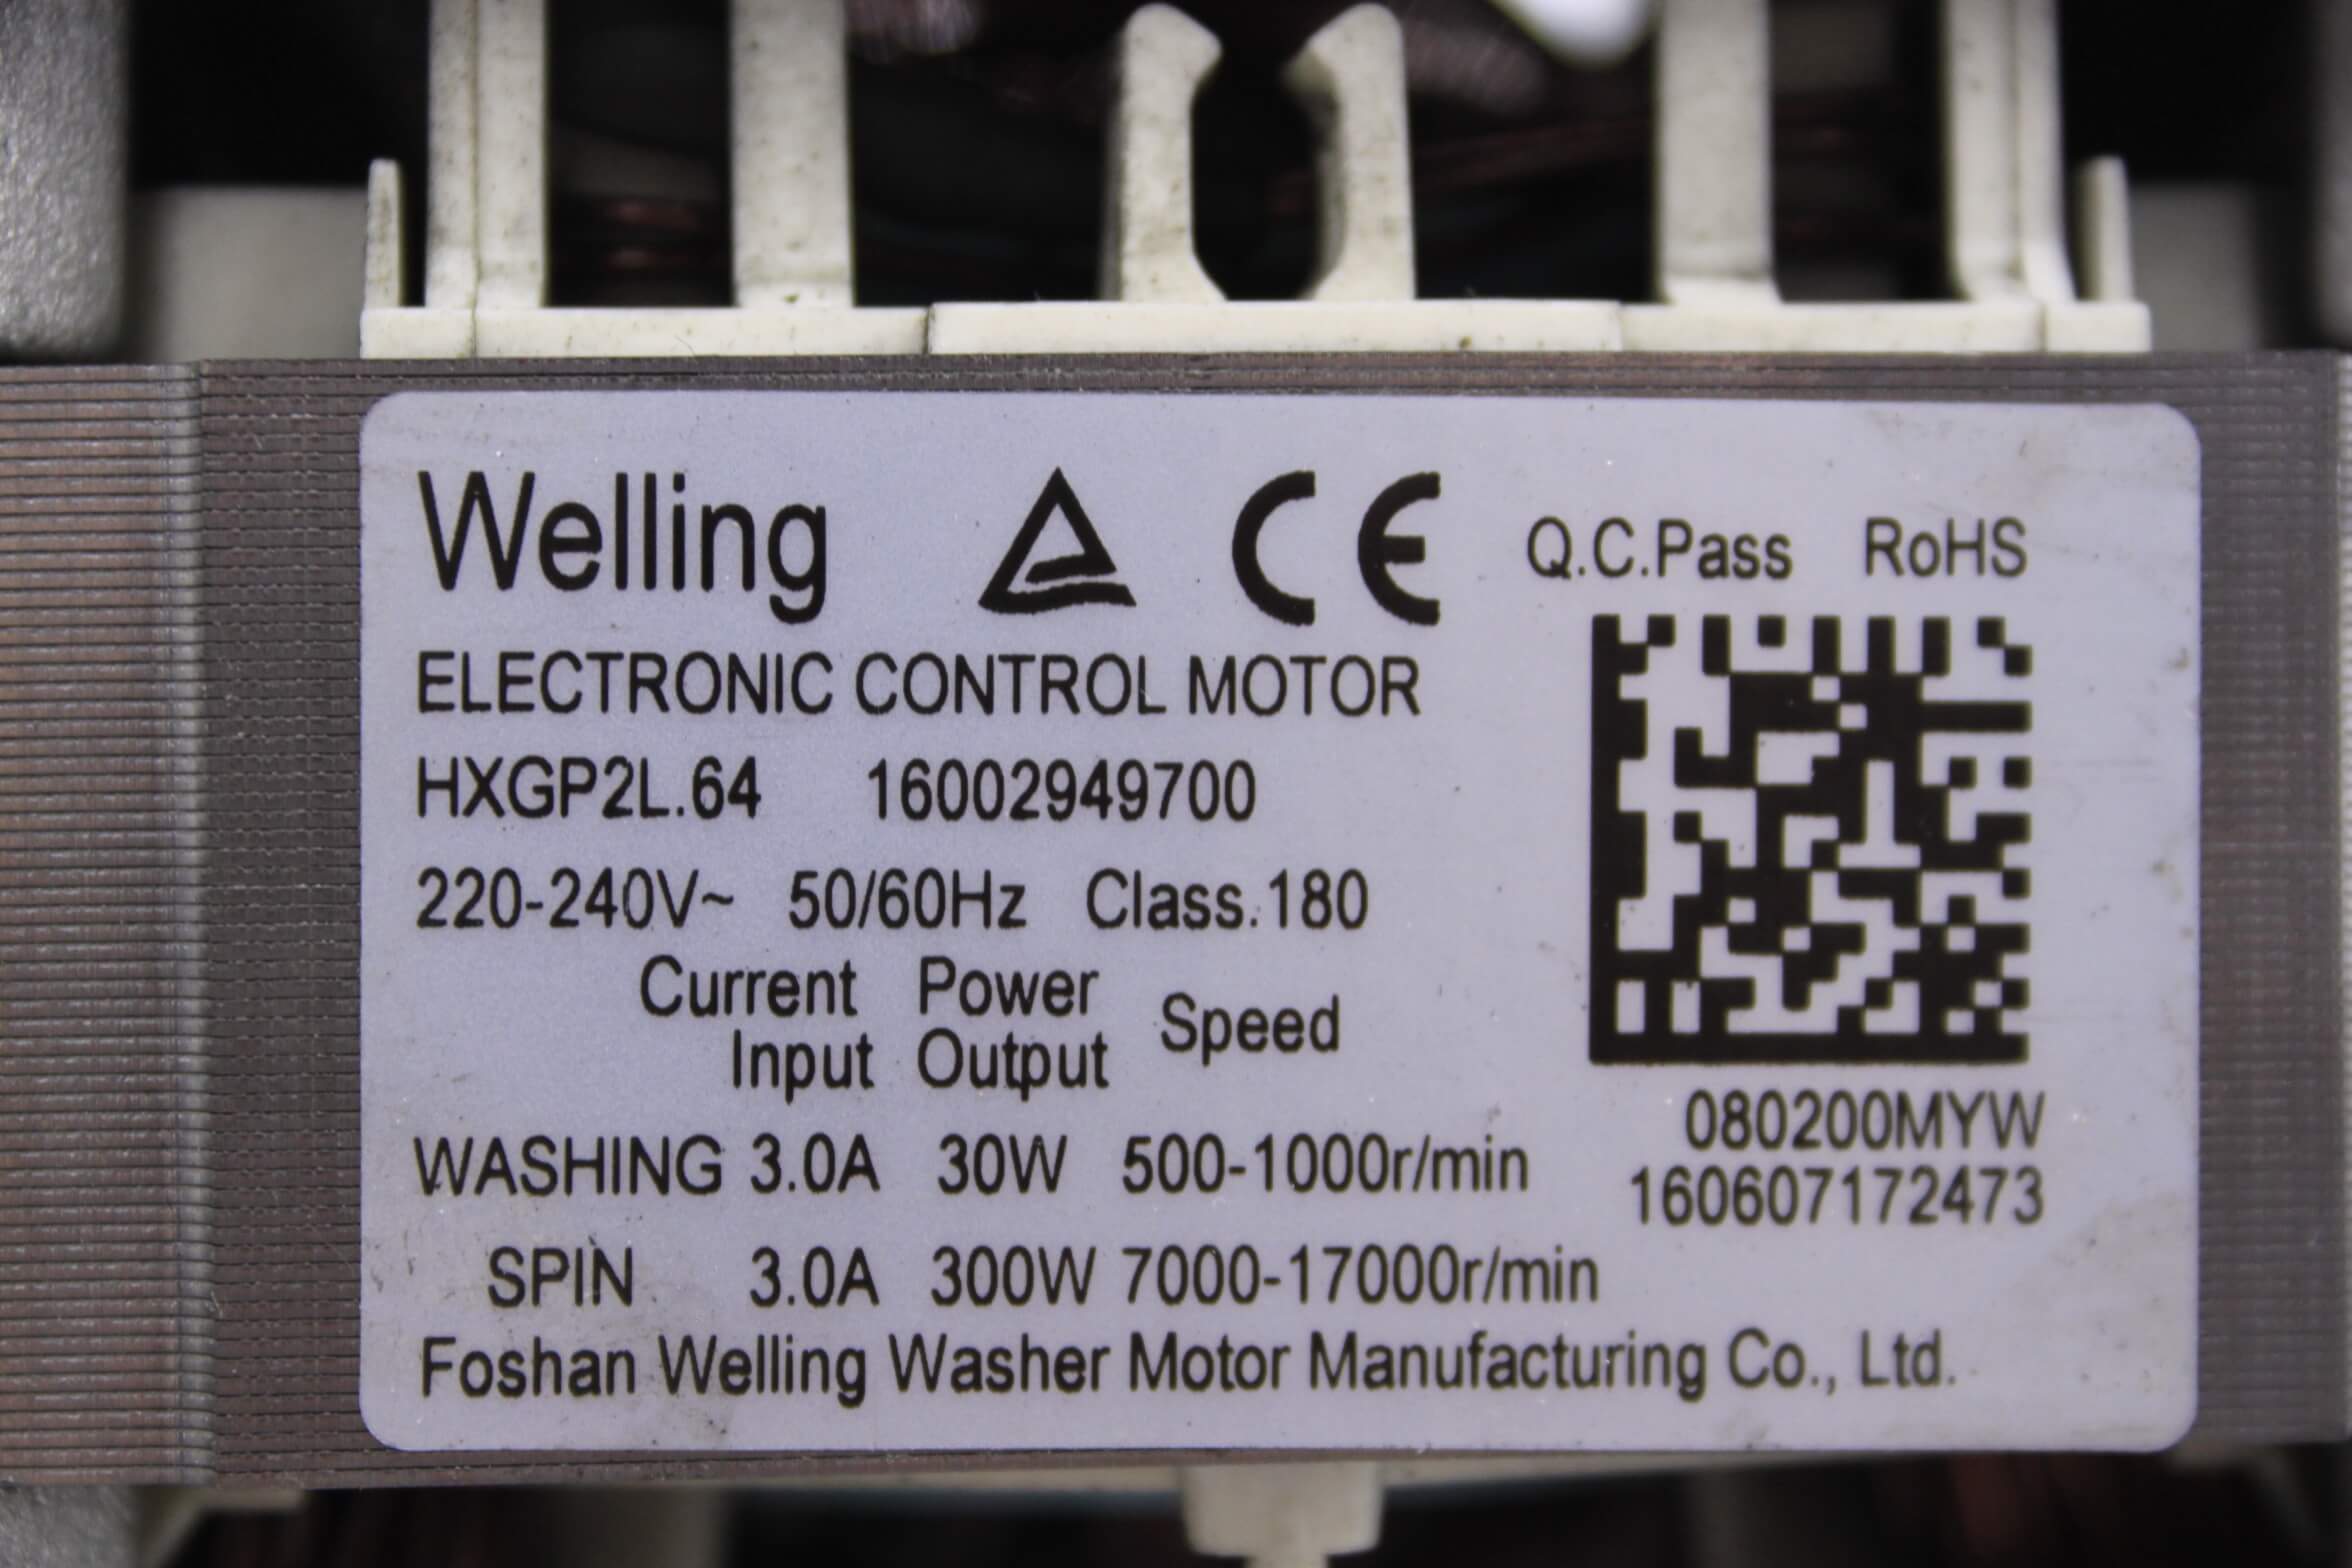 Welling CE Q.C.Pass RoHS
ELECTRONIC CONTROL MOTOR
HXGP2L.64 16002949700
220-240V~ 50/60Hz Class.180
Current Power
Input Output Speed
WASHING 3.0A 30W 500-1000r/min
SPIN 3.0A 300W 7000-17000r/min
Foshan Welling Washer Motor Manufacturing Co., Ltd.
080200MYW
160607172473